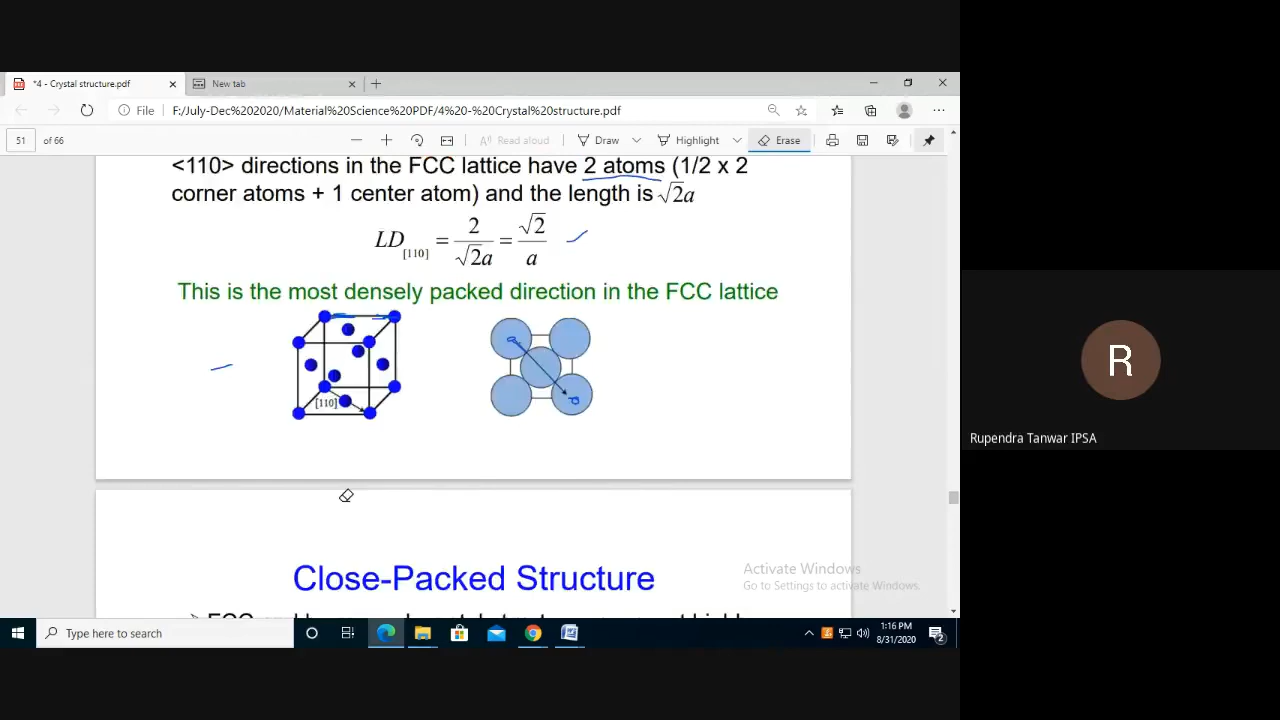 *4 - Crystal structure.pdf
New tab
File
F:/July-Dec%202020/Material%20Science%20PDF/4%20-%20Crystal%20structure.pdf
51 of 66
Read aloud
Draw
Highlight
Erase
<110> directions in the FCC lattice have 2 atoms (1/2 x 2
corner atoms + 1 center atom) and the length is √2a
LD[110] = 2/√2a = √2/a
This is the most densely packed direction in the FCC lattice
[110]
Close-Packed Structure
Activate Windows
Go to Settings to activate Windows.
Type here to search
1:16 PM
8/31/2020
2
R
Rupendra Tanwar IPSA